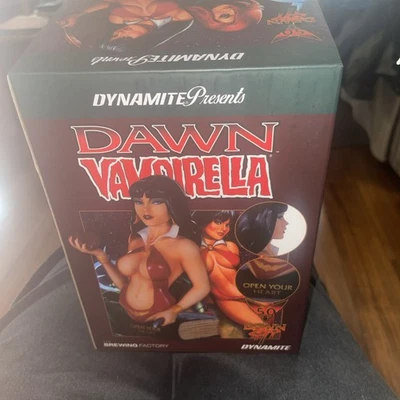 DYNAMITE Presents
DYNAMITE Presents
DAWN
VAMPIRELLA
OPEN YOUR
HEART
BREWING FACTORY
DYNAMITE